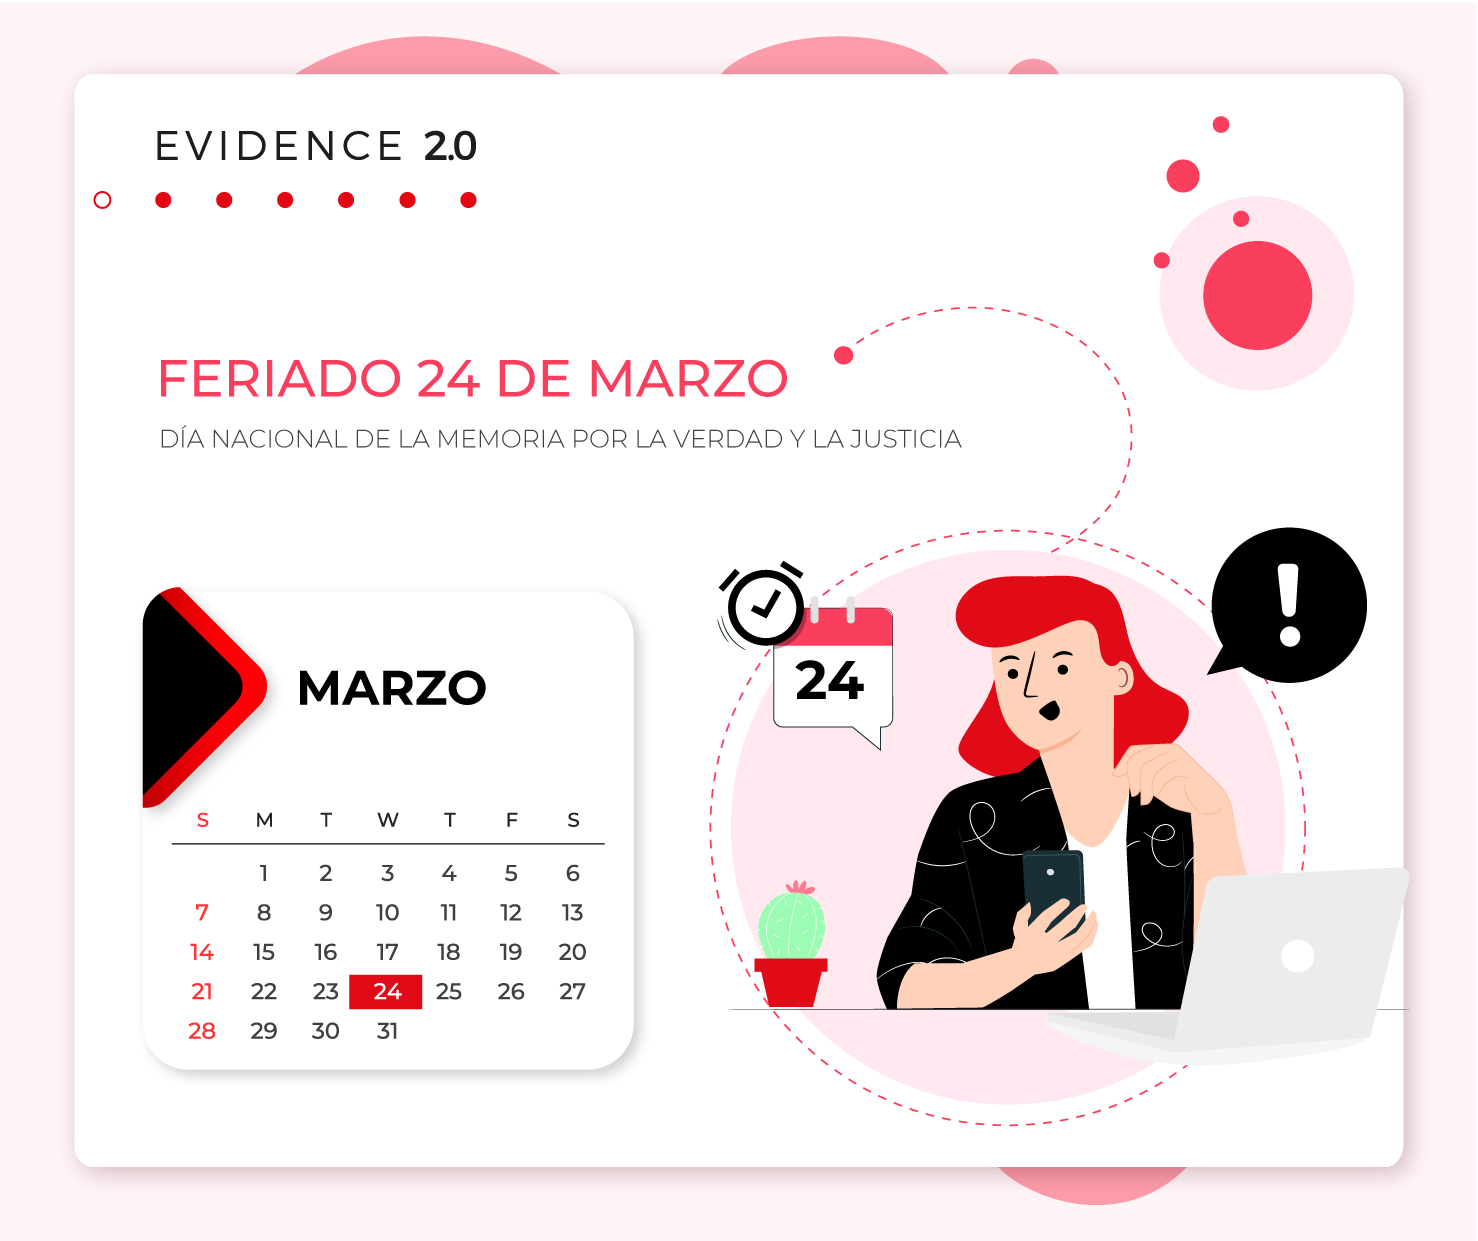 EVIDENCE 2.0
FERIADO 24 DE MARZO
DÍA NACIONAL DE LA MEMORIA POR LA VERDAD Y LA JUSTICIA
24
!
MARZO
S M T W T F S
1 2 3 4 5 6
7 8 9 10 11 12 13
14 15 16 17 18 19 20
21 22 23 24 25 26 27
28 29 30 31